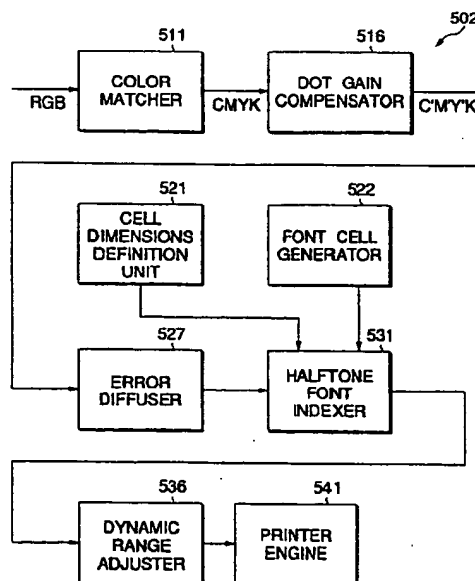 502
511
516
RGB
COLOR
MATCHER
CMYK
DOT GAIN
COMPENSATOR
C'M'Y'K
521
522
CELL
DIMENSIONS
DEFINITION
UNIT
FONT CELL
GENERATOR
527
531
ERROR
DIFFUSER
HALFTONE
FONT
INDEXER
536
541
DYNAMIC
RANGE
ADJUSTER
PRINTER
ENGINE